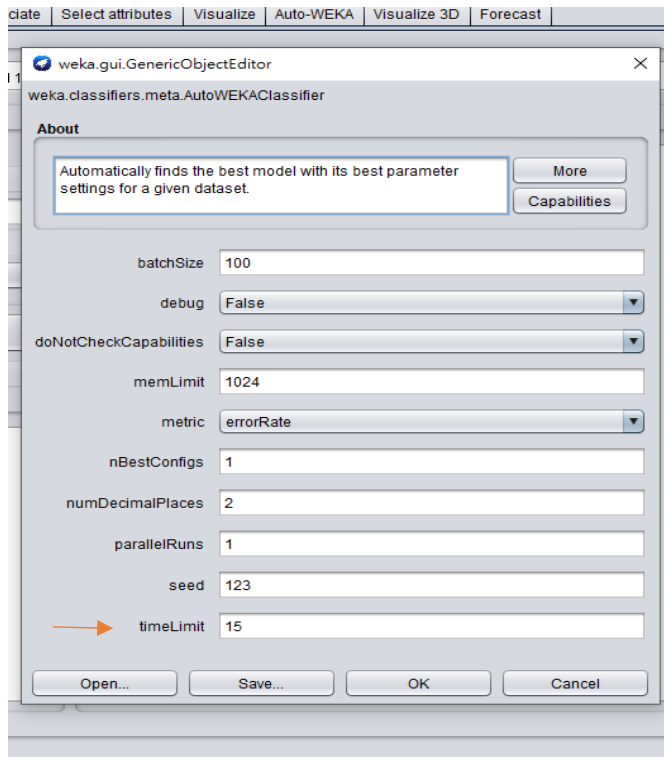 ciate Select attributes Visualize Auto-WEKA Visualize 3D Forecast
weka.gui.GenericObjectEditor
weka.classifiers.meta.AutoWEKAClassifier
About
Automatically finds the best model with its best parameter
settings for a given dataset.
More
Capabilities
batchSize 100
debug False
doNotCheckCapabilities False
memLimit 1024
metric errorRate
nBestConfigs 1
numDecimalPlaces 2
parallelRuns 1
seed 123
timeLimit 15
Open... Save... OK Cancel